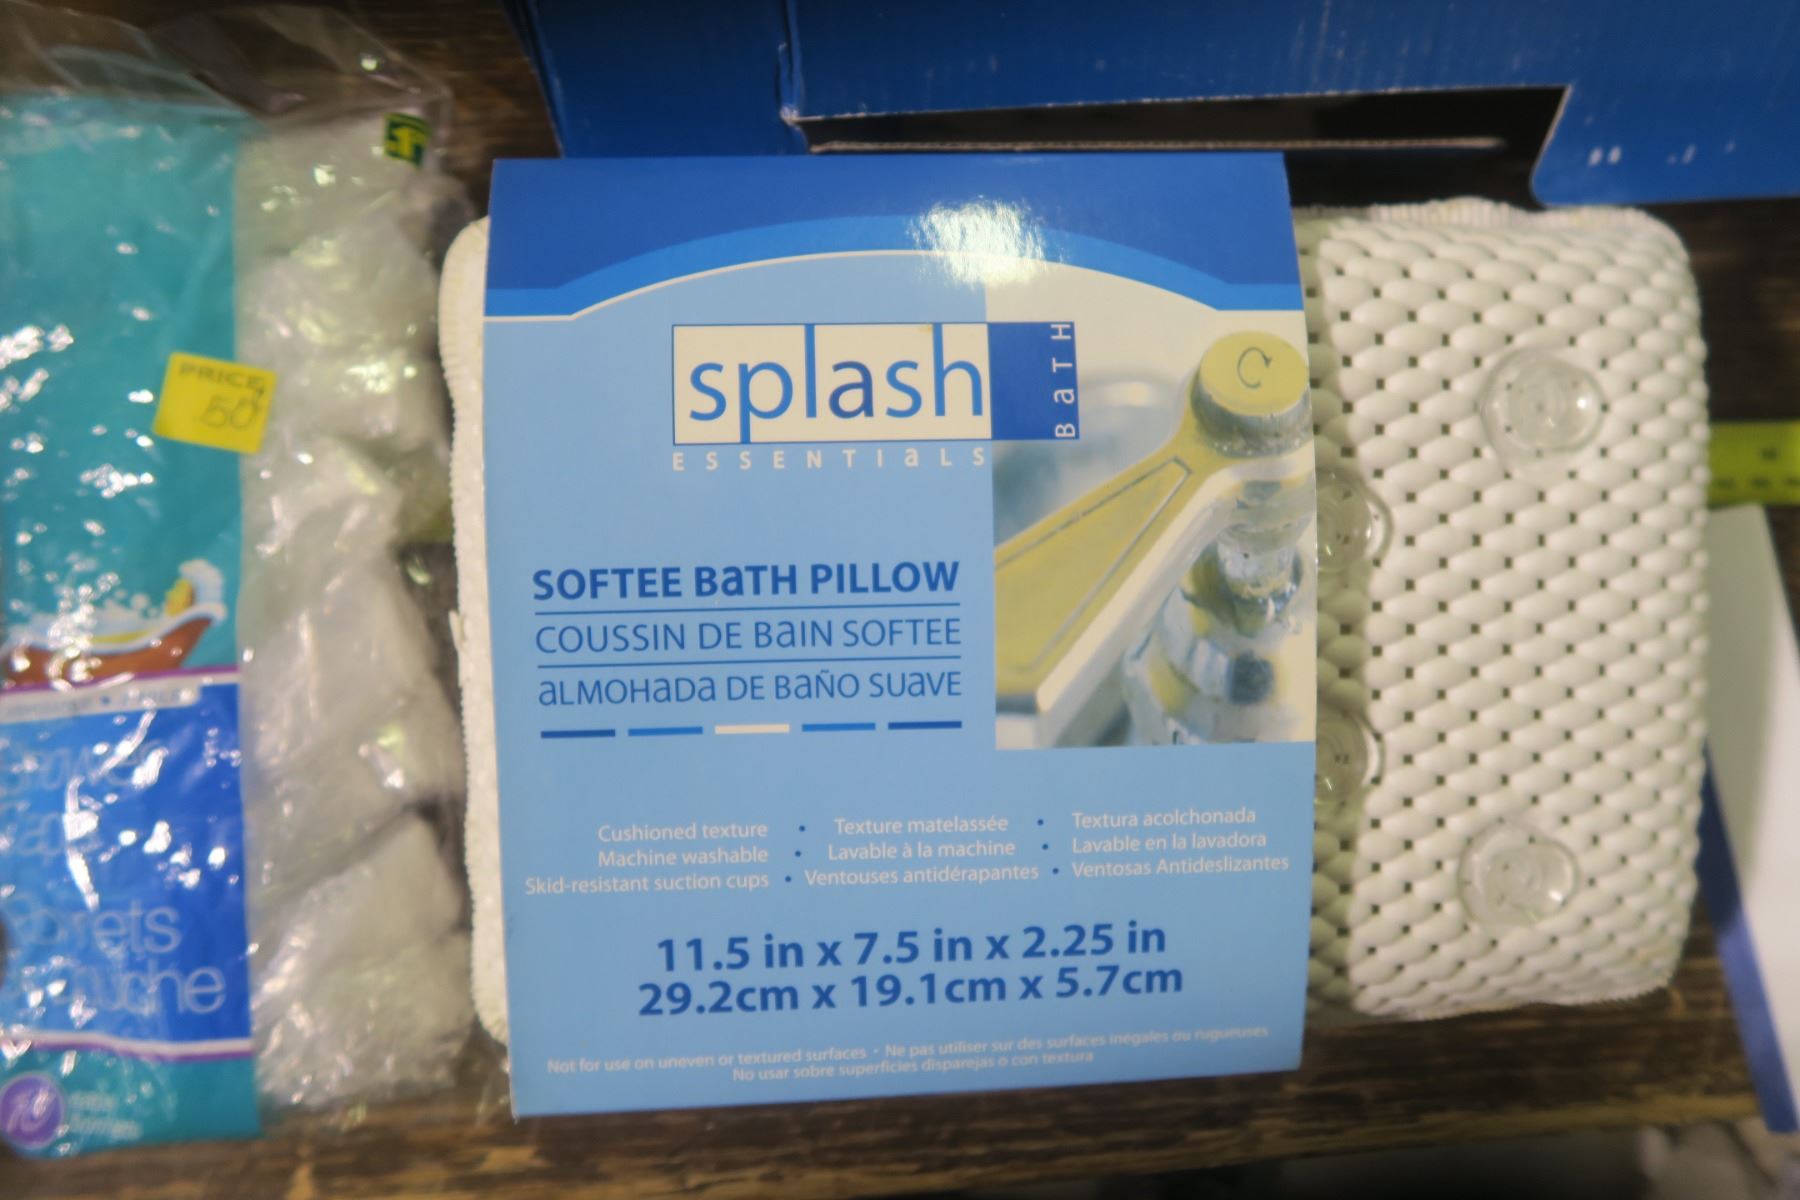 splash
BaTH
ESSENTIaLS
SOFTEE BaTH PILLOW
COUSSIN DE BaIN SOFTEE
aLMOHaDa DE BaÑO SUaVE
Cushioned texture • Texture matelassée • Textura acolchonada
Machine washable • Lavable à la machine • Lavable en la lavadora
Skid-resistant suction cups • Ventouses antidérapantes • Ventosas Antideslizantes
11.5 in x 7.5 in x 2.25 in
29.2cm x 19.1cm x 5.7cm
Not for use on uneven or textured surfaces • Ne pas utiliser sur des surfaces inégales ou rugueuses
No usar sobre superficies disparejas o con textura
PRICE
50
10